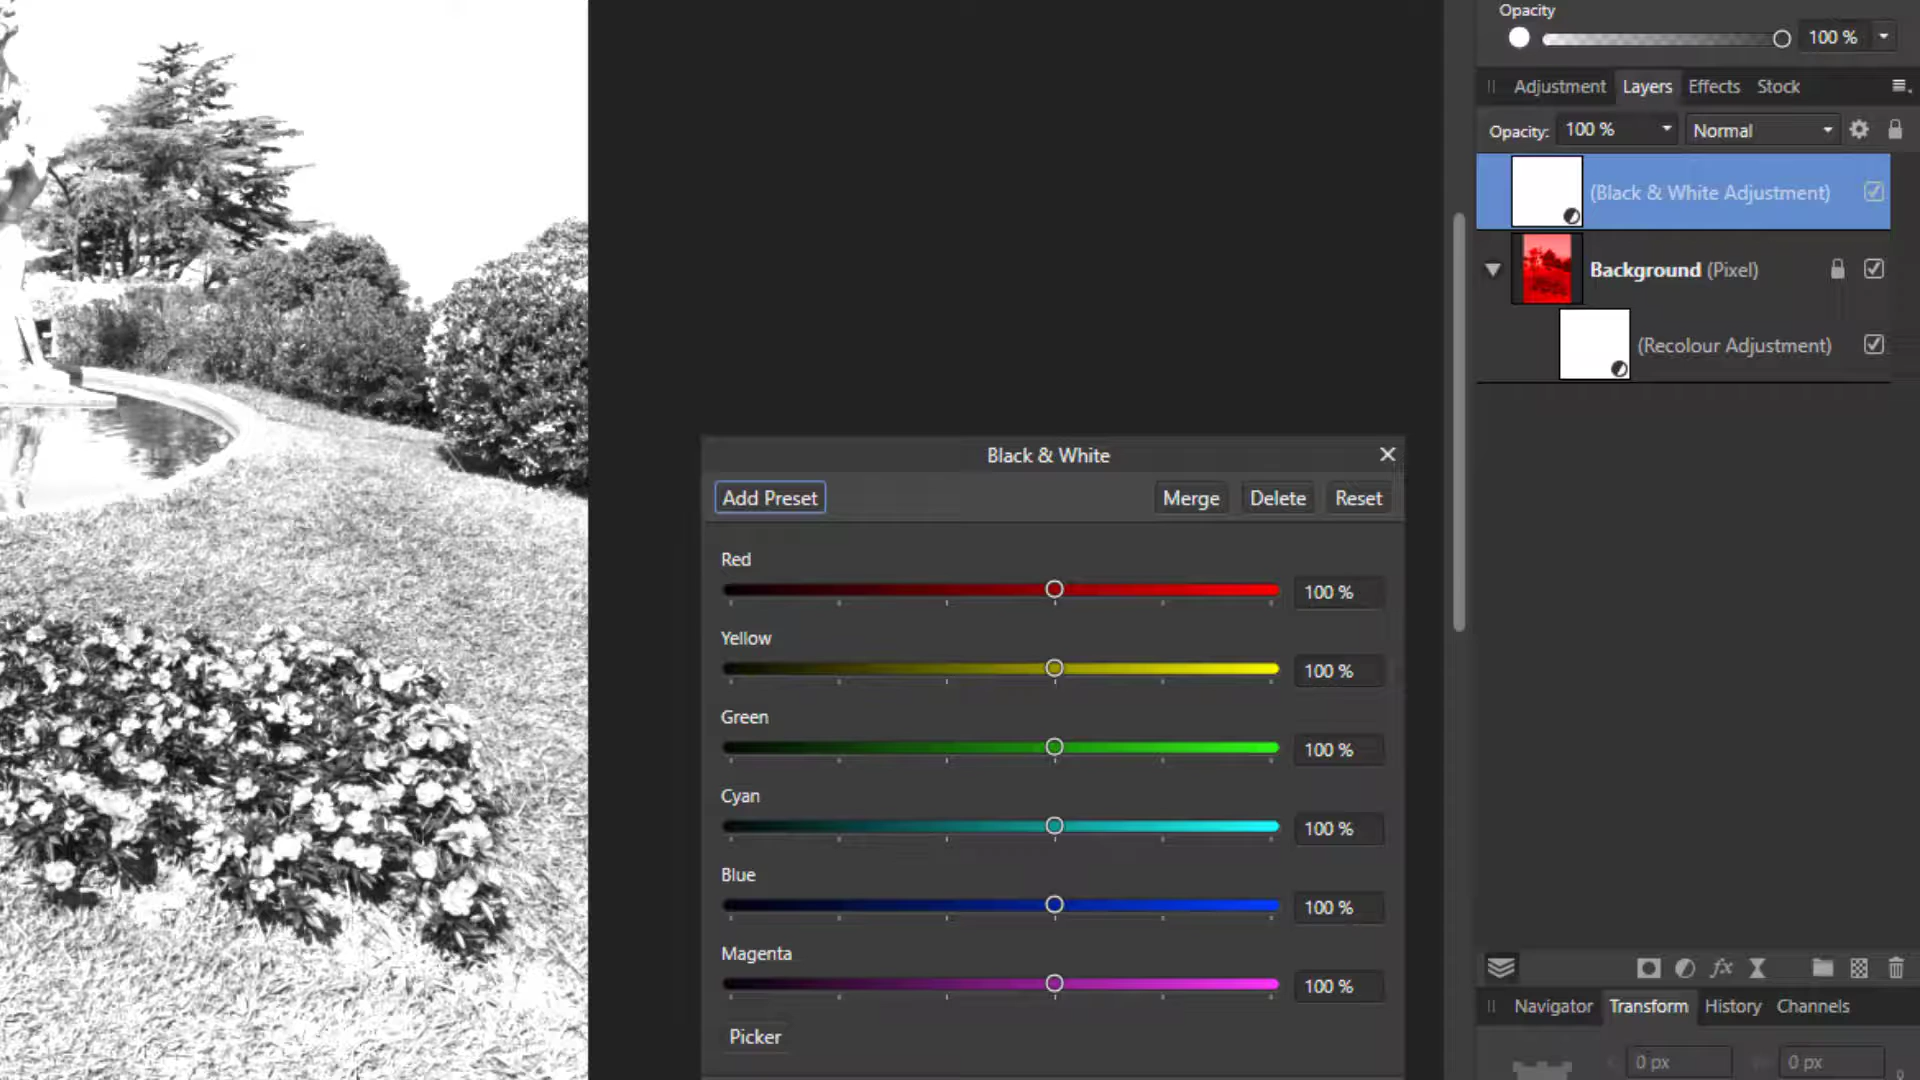 Opacity
100 %
Adjustment Layers Effects Stock
Opacity: 100 % Normal
(Black & White Adjustment)
Background (Pixel)
(Recolour Adjustment)
Black & White
Add Preset Merge Delete Reset
Red
100 %
Yellow
100 %
Green
100 %
Cyan
100 %
Blue
100 %
Magenta
100 %
Picker
fx
Navigator Transform History Channels
0 px 0 px